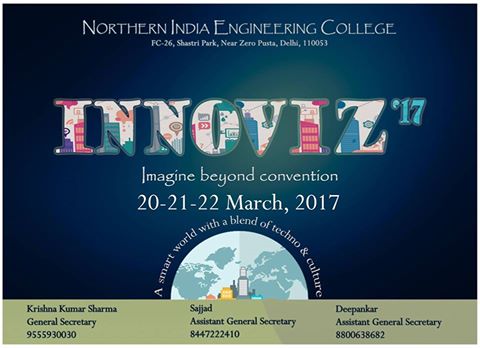 Northern India Engineering College
FC-26, Shastri Park, Near Zero Pusta, Delhi, 110053
INNOVIZ '17
Imagine beyond convention
20-21-22 March, 2017
A smart world with a blend of techno & culture
Krishna Kumar Sharma
General Secretary
9555930030
Sajjad
Assistant General Secretary
8447222410
Deepankar
Assistant General Secretary
8800638682